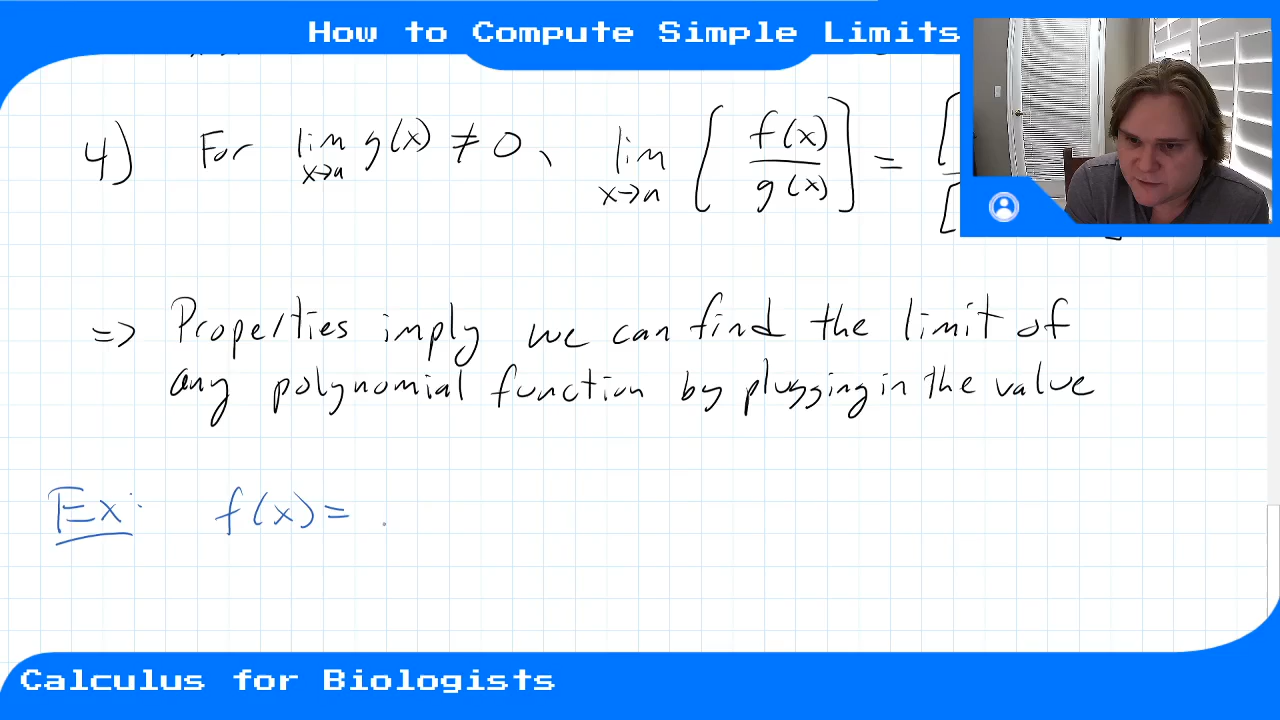 How to Compute Simple Limits
4) For lim x→a g(x) ≠ 0, lim x→a [ f(x) / g(x) ] =
=> Properties imply we can find the limit of
any polynomial function by plugging in the value
Ex: f(x) =
Calculus for Biologists